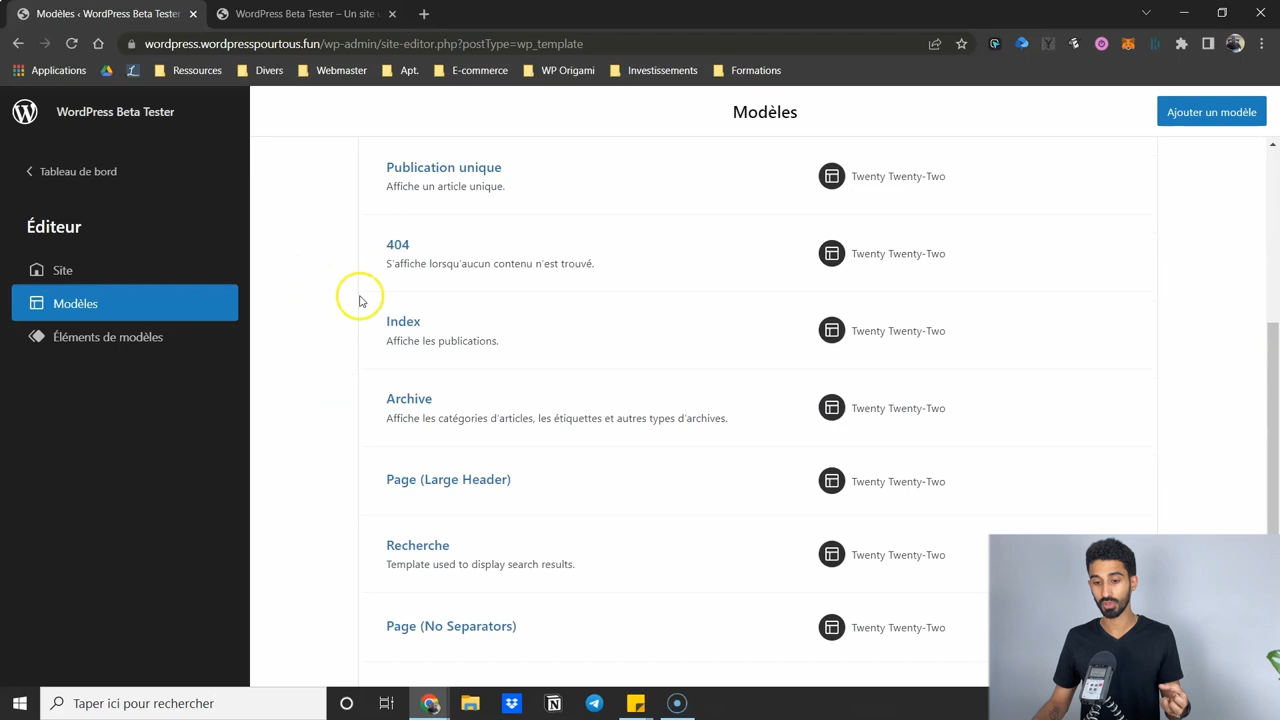 Modèles ‹ WordPress Beta Tester
WordPress Beta Tester – Un site u
wordpress.wordpresspourtous.fun/wp-admin/site-editor.php?postType=wp_template
Applications
Ressources
Divers
Webmaster
Apt.
E-commerce
WP Origami
Investissements
Formations
WordPress Beta Tester
Modèles
Ajouter un modèle
Tableau de bord
Éditeur
Site
Modèles
Éléments de modèles
Publication unique
Affiche un article unique.
Twenty Twenty-Two
404
S'affiche lorsqu'aucun contenu n'est trouvé.
Twenty Twenty-Two
Index
Affiche les publications.
Twenty Twenty-Two
Archive
Affiche les catégories d'articles, les étiquettes et autres types d'archives.
Twenty Twenty-Two
Page (Large Header)
Twenty Twenty-Two
Recherche
Template used to display search results.
Twenty Twenty-Two
Page (No Separators)
Twenty Twenty-Two
Taper ici pour rechercher